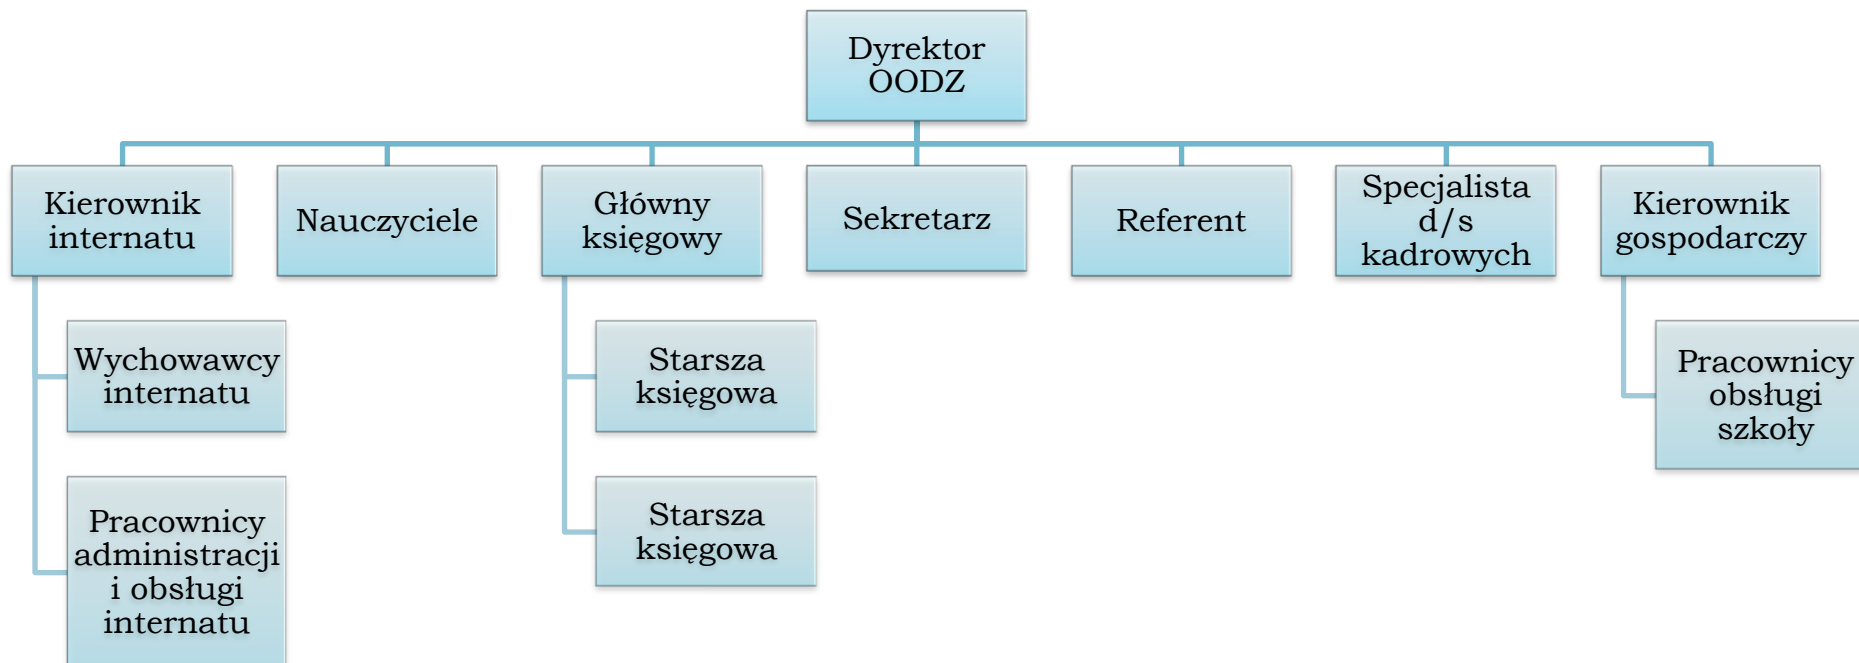 Dyrektor
OODZ
Kierownik
internatu
Nauczyciele
Główny
księgowy
Sekretarz
Referent
Specjalista
d/s
kadrowych
Kierownik
gospodarczy
Wychowawcy
internatu
Starsza
księgowa
Pracownicy
obsługi
szkoły
Pracownicy
administracji
i obsługi
internatu
Starsza
księgowa